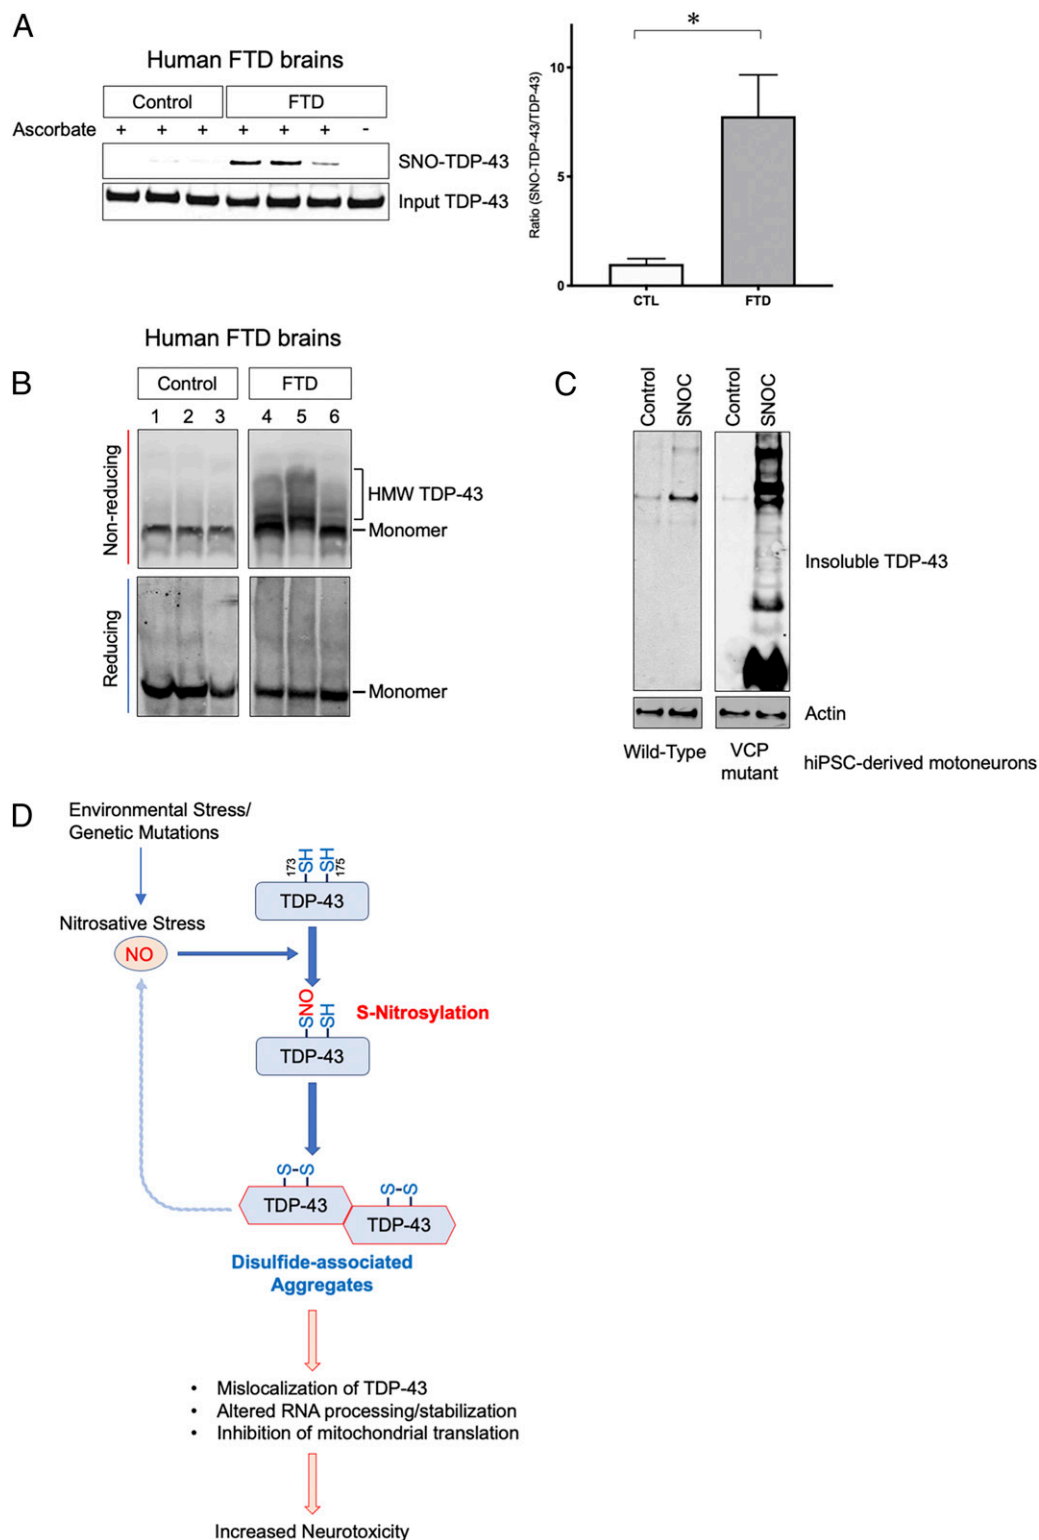 A
Human FTD brains
Control FTD
Ascorbate + + + + + + -
SNO-TDP-43
Input TDP-43
*
Ratio (SNO-TDP-43/TDP-43)
10
5
0
CTL FTD
Human FTD brains
B
Control FTD
1 2 3 4 5 6
Non-reducing
HMW TDP-43
Monomer
Reducing
Monomer
C
Control SNOC Control SNOC
Insoluble TDP-43
Actin
Wild-Type VCP
mutant
hiPSC-derived motoneurons
D
Environmental Stress/
Genetic Mutations
Nitrosative Stress
NO
173 SH SH 175
TDP-43
SNO SH
S-Nitrosylation
TDP-43
S-S
TDP-43
S-S
TDP-43
Disulfide-associated
Aggregates
• Mislocalization of TDP-43
• Altered RNA processing/stabilization
• Inhibition of mitochondrial translation
Increased Neurotoxicity